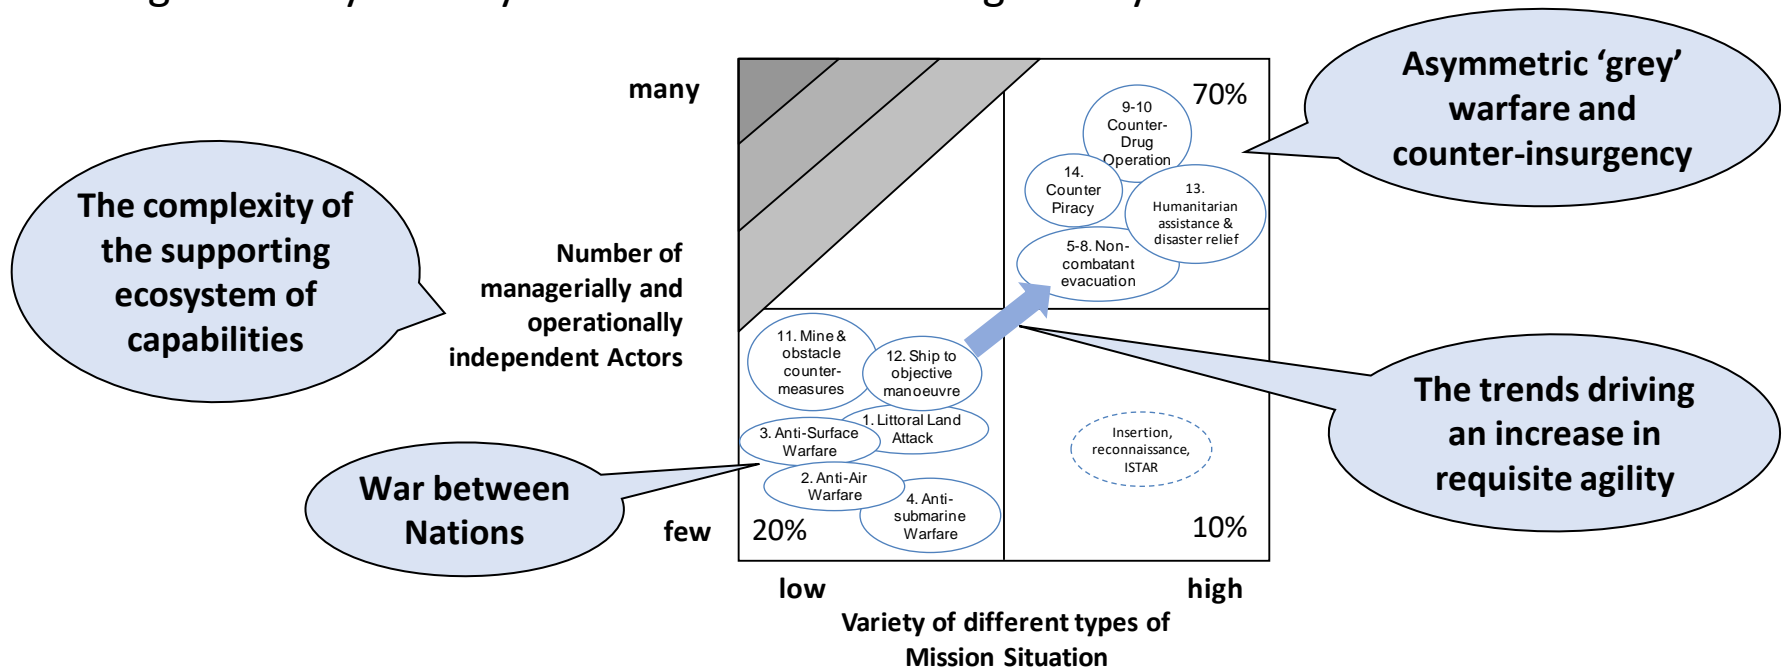 many
70%
Asymmetric ‘grey’
warfare and
counter-insurgency
9-10
Counter-
Drug
Operation
14.
Counter
Piracy
13.
Humanitarian
assistance &
disaster relief
5-8. Non-
combatant
evacuation
The complexity of
the supporting
ecosystem of
capabilities
Number of
managerially and
operationally
independent Actors
11. Mine &
obstacle
counter-
measures
12. Ship to
objective
manoeuvre
1. Littoral Land
Attack
3. Anti-Surface
Warfare
2. Anti-Air
Warfare
4. Anti-
submarine
Warfare
Insertion,
reconnaissance,
ISTAR
The trends driving
an increase in
requisite agility
War between
Nations
few
20%
10%
low
high
Variety of different types of
Mission Situation